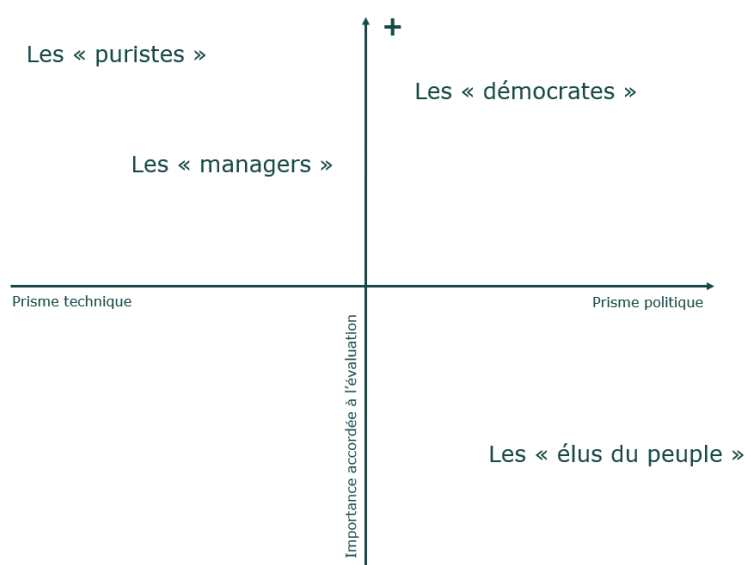 +
Les « puristes »
Les « démocrates »
Les « managers »
Prisme technique
Prisme politique
Importance accordée à l’évaluation
Les « élus du peuple »